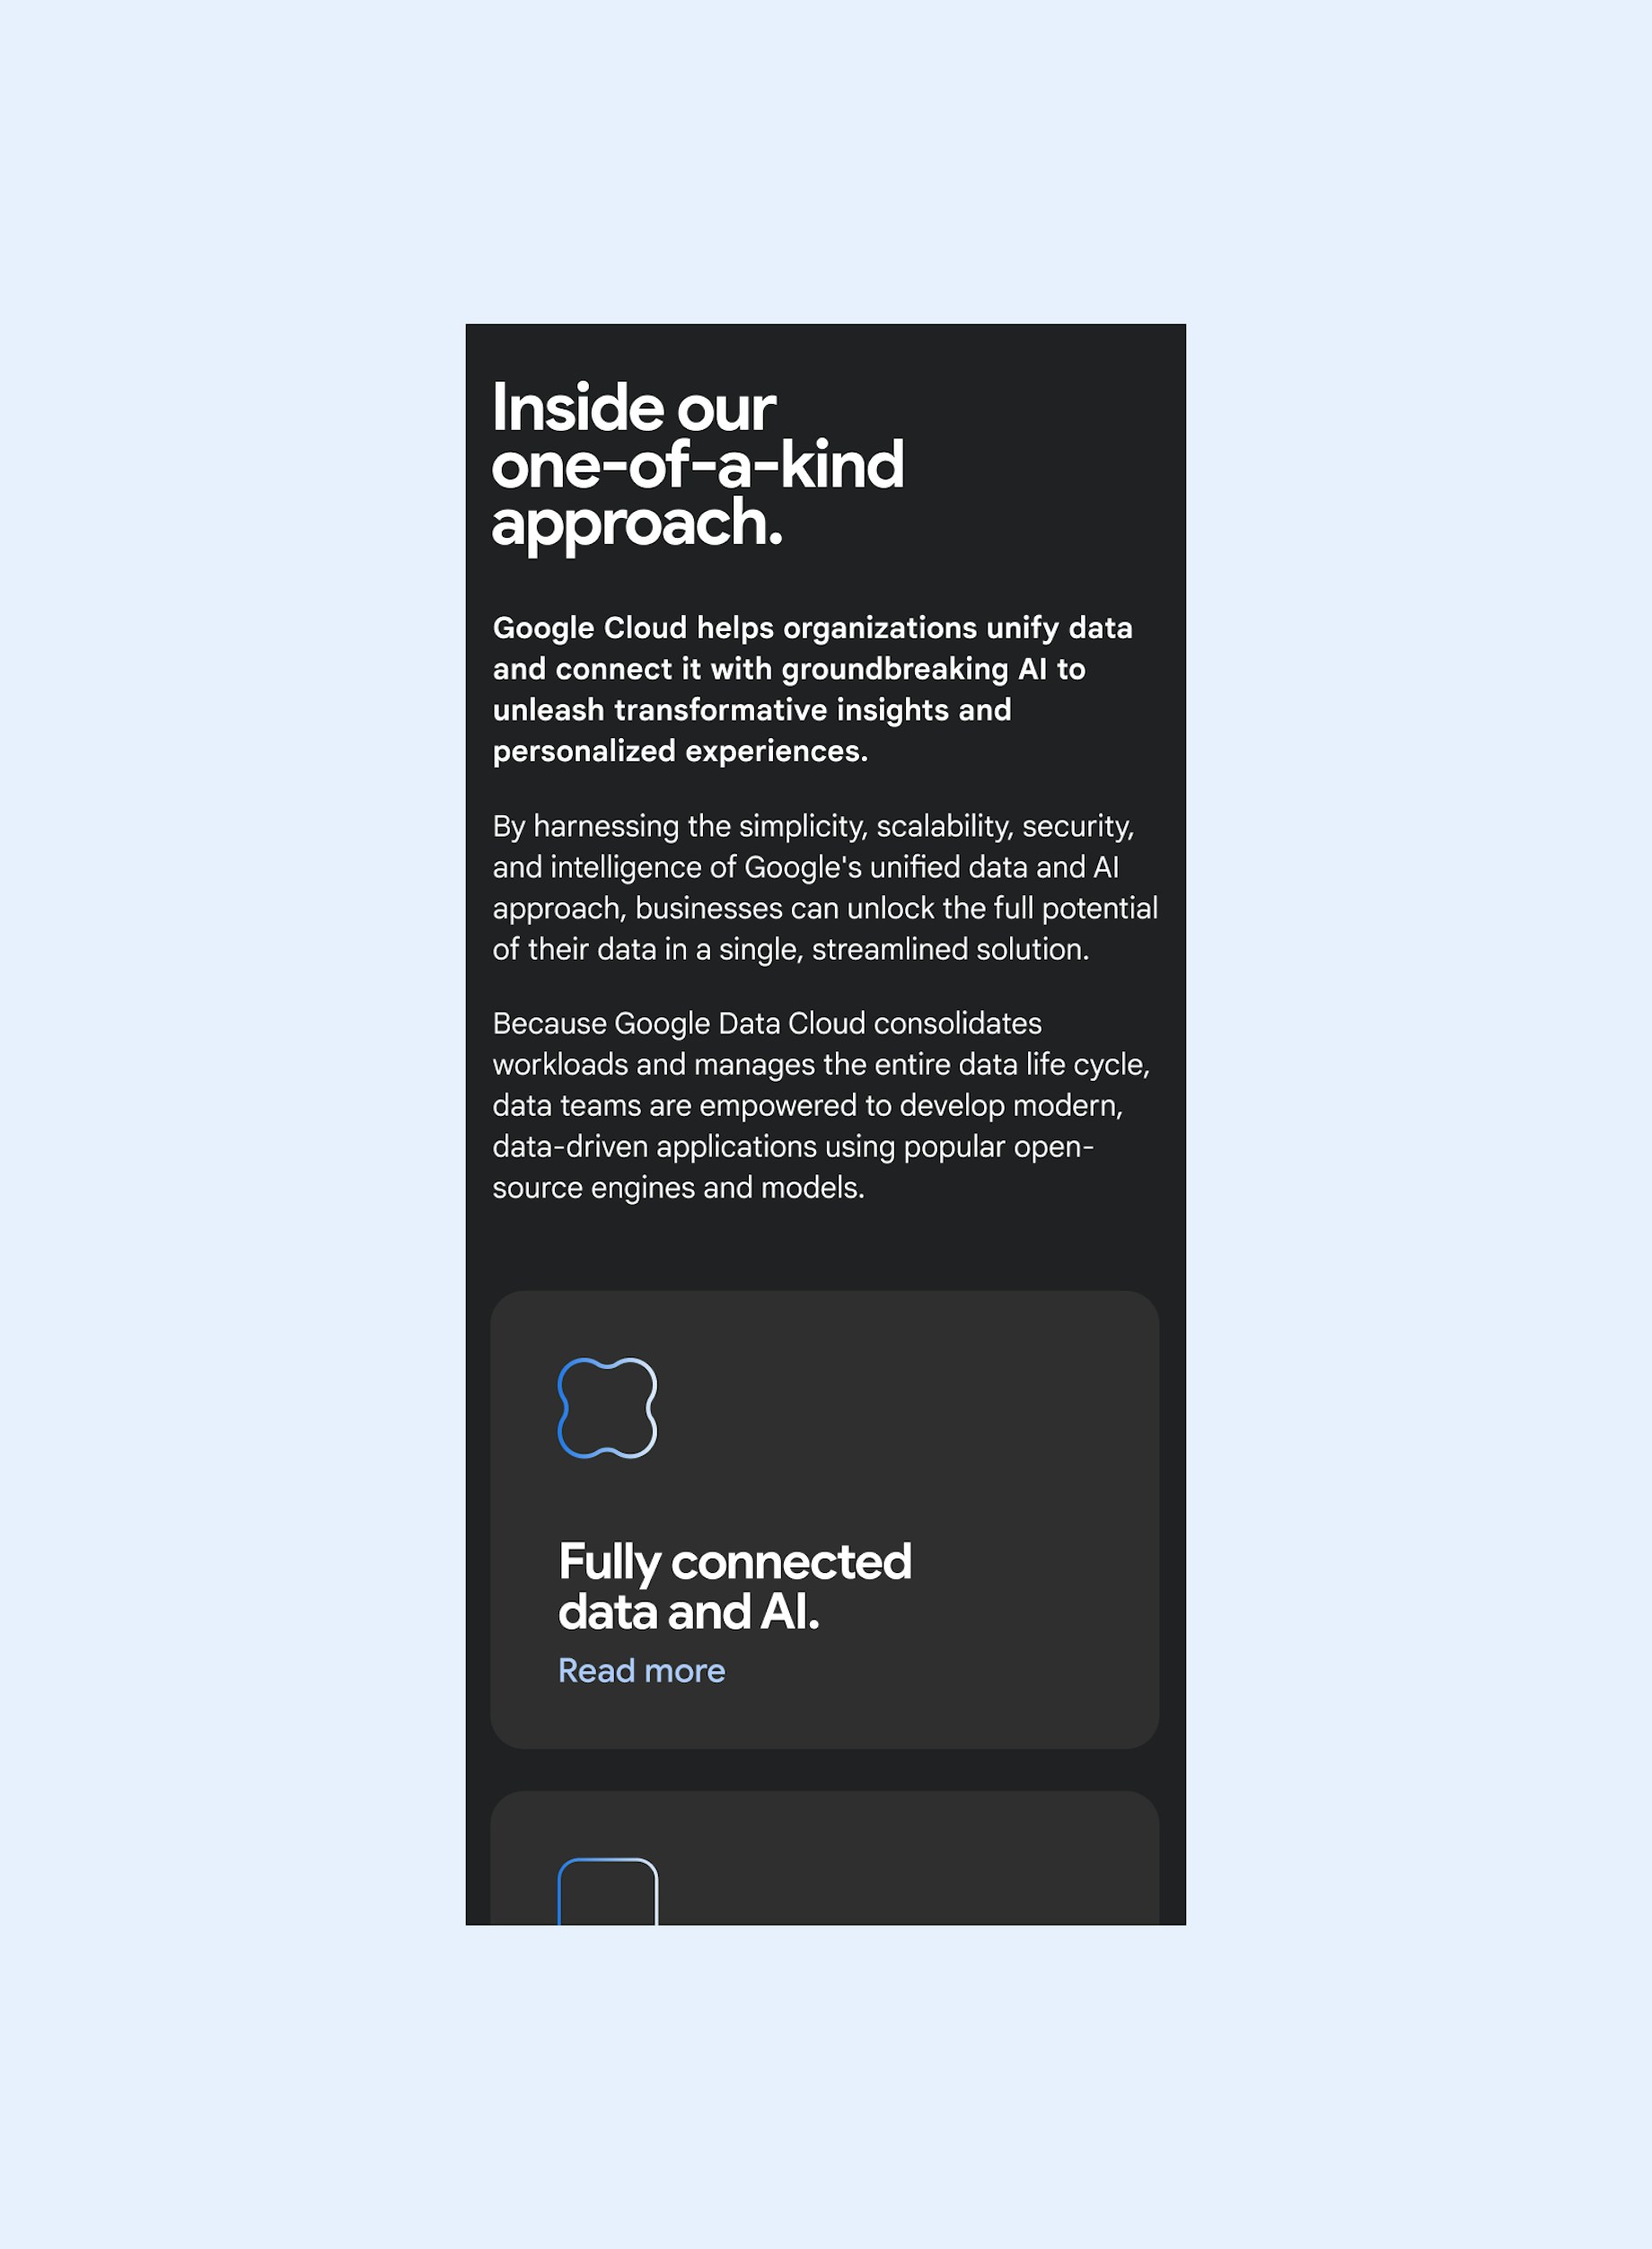 Inside our
one-of-a-kind
approach.
Google Cloud helps organizations unify data
and connect it with groundbreaking AI to
unleash transformative insights and
personalized experiences.
By harnessing the simplicity, scalability, security,
and intelligence of Google's unified data and AI
approach, businesses can unlock the full potential
of their data in a single, streamlined solution.
Because Google Data Cloud consolidates
workloads and manages the entire data life cycle,
data teams are empowered to develop modern,
data-driven applications using popular open-
source engines and models.
Fully connected
data and AI.
Read more